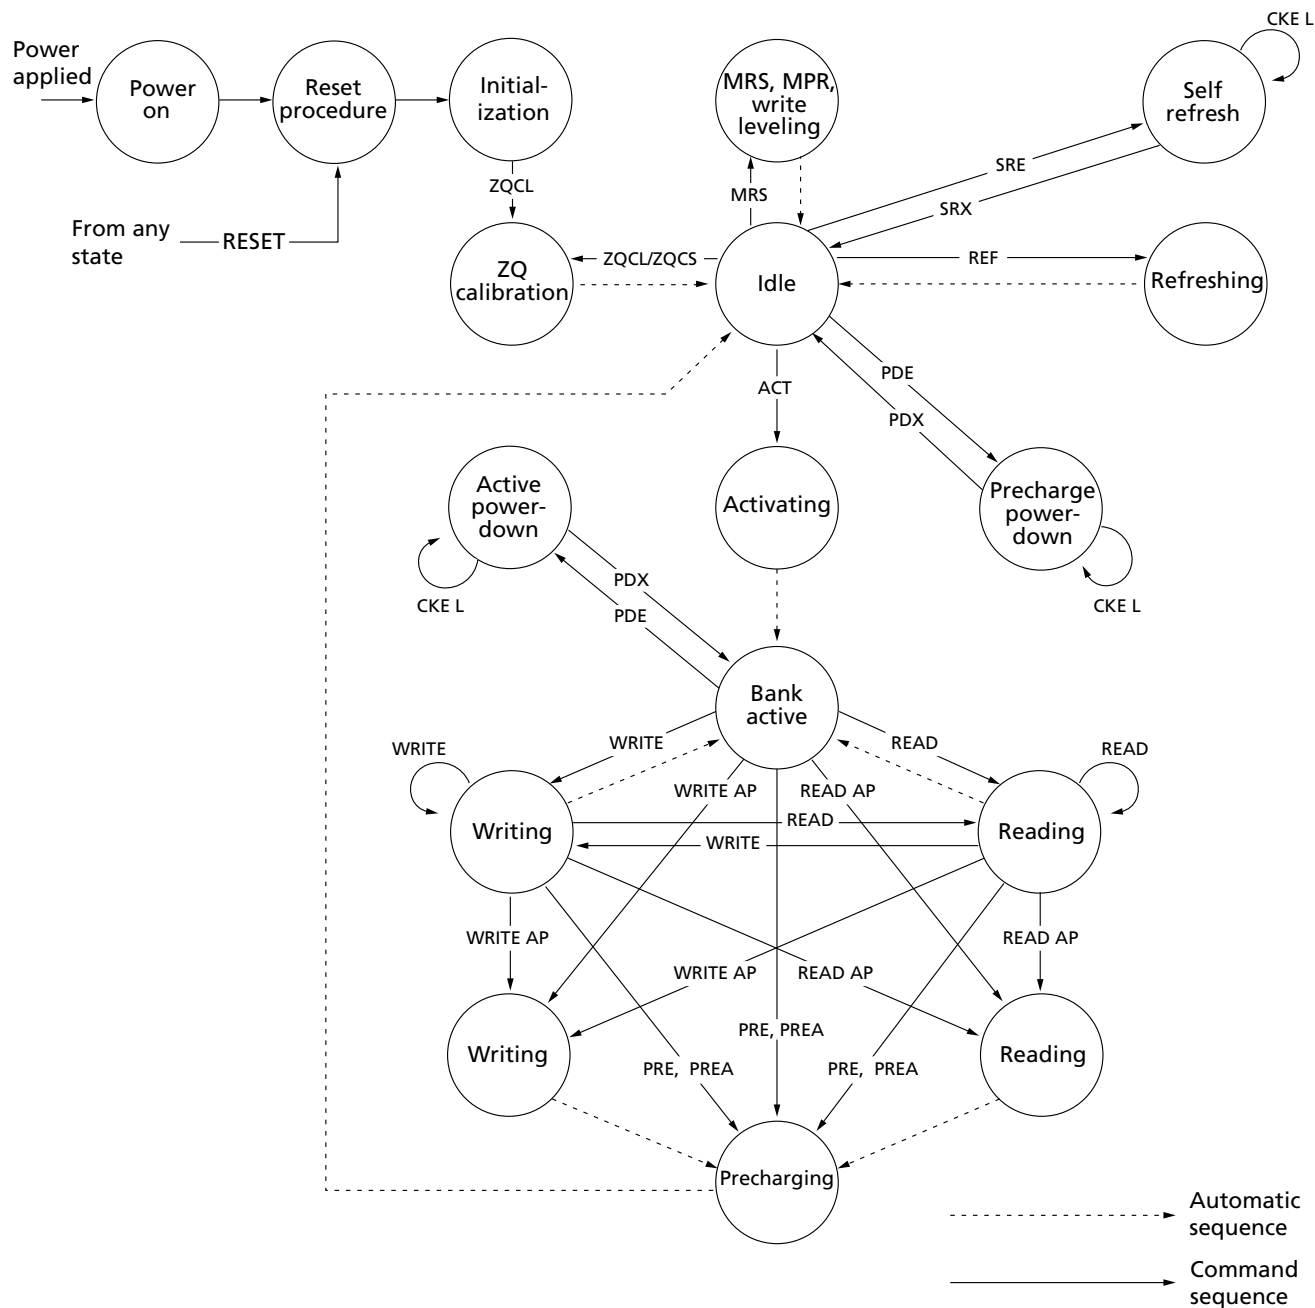 Power
applied
Power
on
Reset
procedure
Initial-
ization
MRS, MPR,
write
leveling
Self
refresh
CKE L
ZQCL
MRS
SRE
SRX
From any
state
RESET
ZQ
calibration
ZQCL/ZQCS
Idle
REF
Refreshing
PDE
PDX
ACT
Active
power-
down
Activating
Precharge
power-
down
CKE L
CKE L
PDX
PDE
Bank
active
WRITE
WRITE
READ
READ
WRITE AP
READ AP
Writing
READ
WRITE
Reading
WRITE AP
READ AP
WRITE AP
READ AP
Writing
PRE, PREA
Reading
PRE, PREA
PRE, PREA
Precharging
Automatic
sequence
Command
sequence